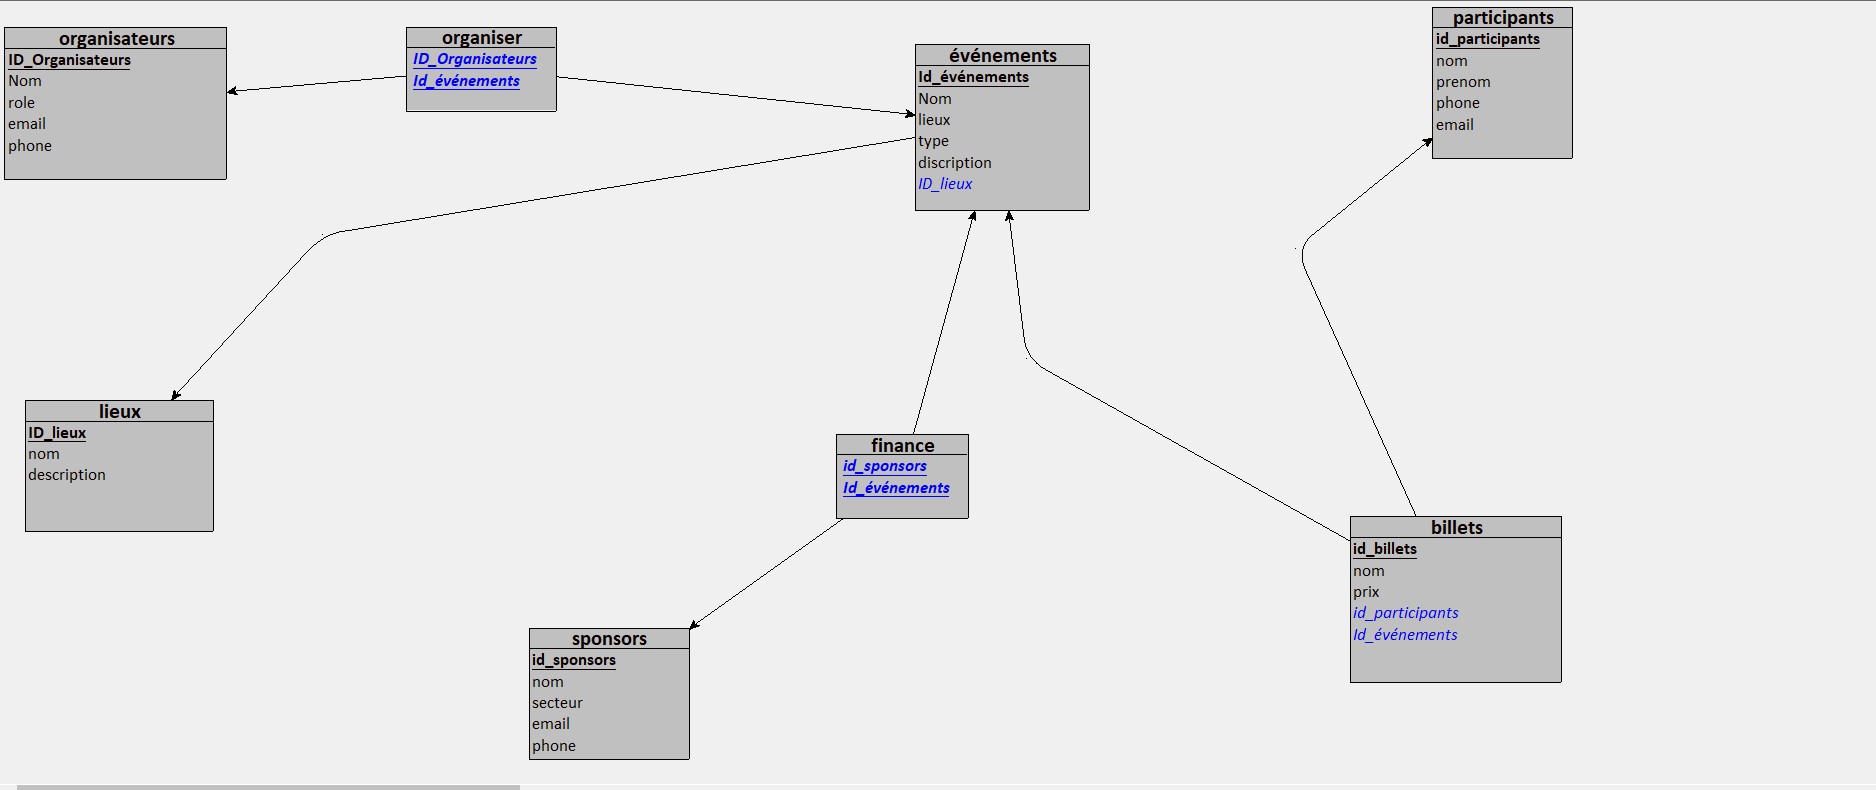 organisateurs
ID_Organisateurs
Nom
role
email
phone
organiser
ID_Organisateurs
Id_événements
événements
Id_événements
Nom
lieux
type
discription
ID_lieux
participants
id_participants
nom
prenom
phone
email
lieux
ID_lieux
nom
description
finance
id_sponsors
Id_événements
sponsors
id_sponsors
nom
secteur
email
phone
billets
id_billets
nom
prix
id_participants
Id_événements